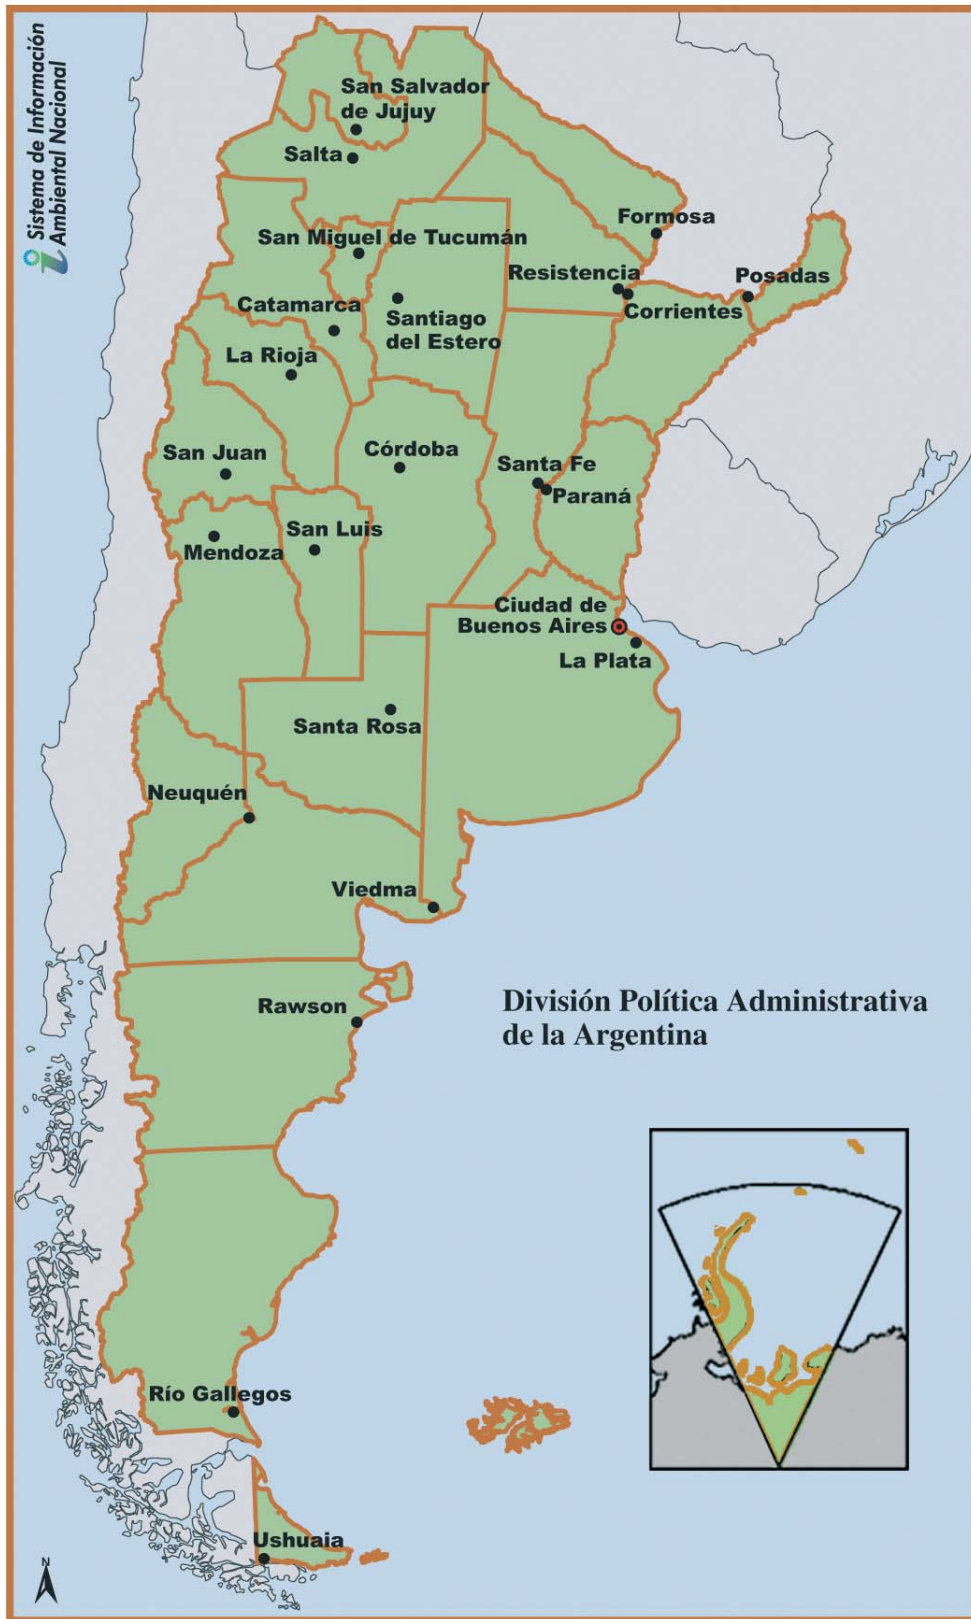 Sistema de Información
Ambiental Nacional
San Salvador
de Jujuy
Salta
Formosa
San Miguel de Tucumán
Resistencia
Posadas
Catamarca
Corrientes
Santiago
del Estero
La Rioja
San Juan
Córdoba
Santa Fe
Paraná
San Luis
Mendoza
Ciudad de
Buenos Aires
La Plata
Santa Rosa
Neuquén
Viedma
Rawson
División Política Administrativa
de la Argentina
Río Gallegos
Ushuaia
N